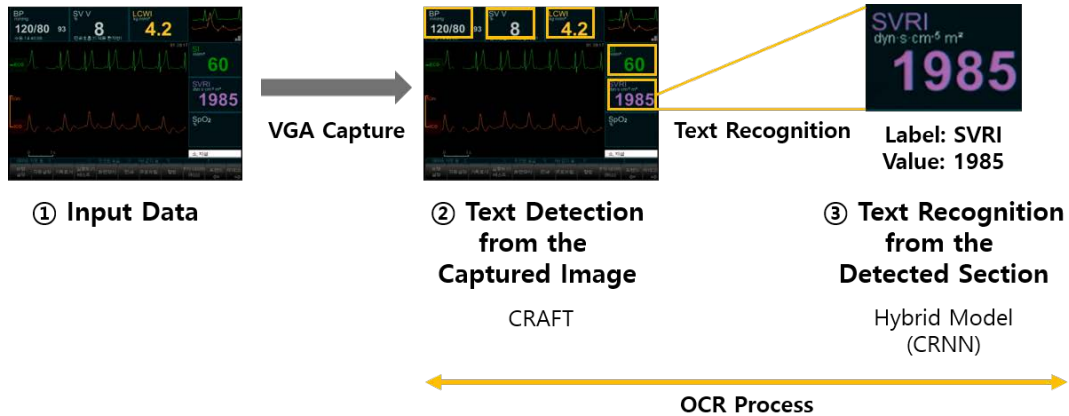 BP
mmHg
120/80 93
SV V
%
8
LCWI
4.2
SI
60
SVRI
1985
SpO₂
%
VGA Capture
BP
mmHg
120/80 93
SV V
%
8
LCWI
4.2
60
SVRI
1985
SpO₂
%
Text Recognition
SVRI
dyn·s·cm⁻⁵ m²
1985
Label: SVRI
Value: 1985
① Input Data
② Text Detection
from the
Captured Image
CRAFT
③ Text Recognition
from the
Detected Section
Hybrid Model
(CRNN)
OCR Process